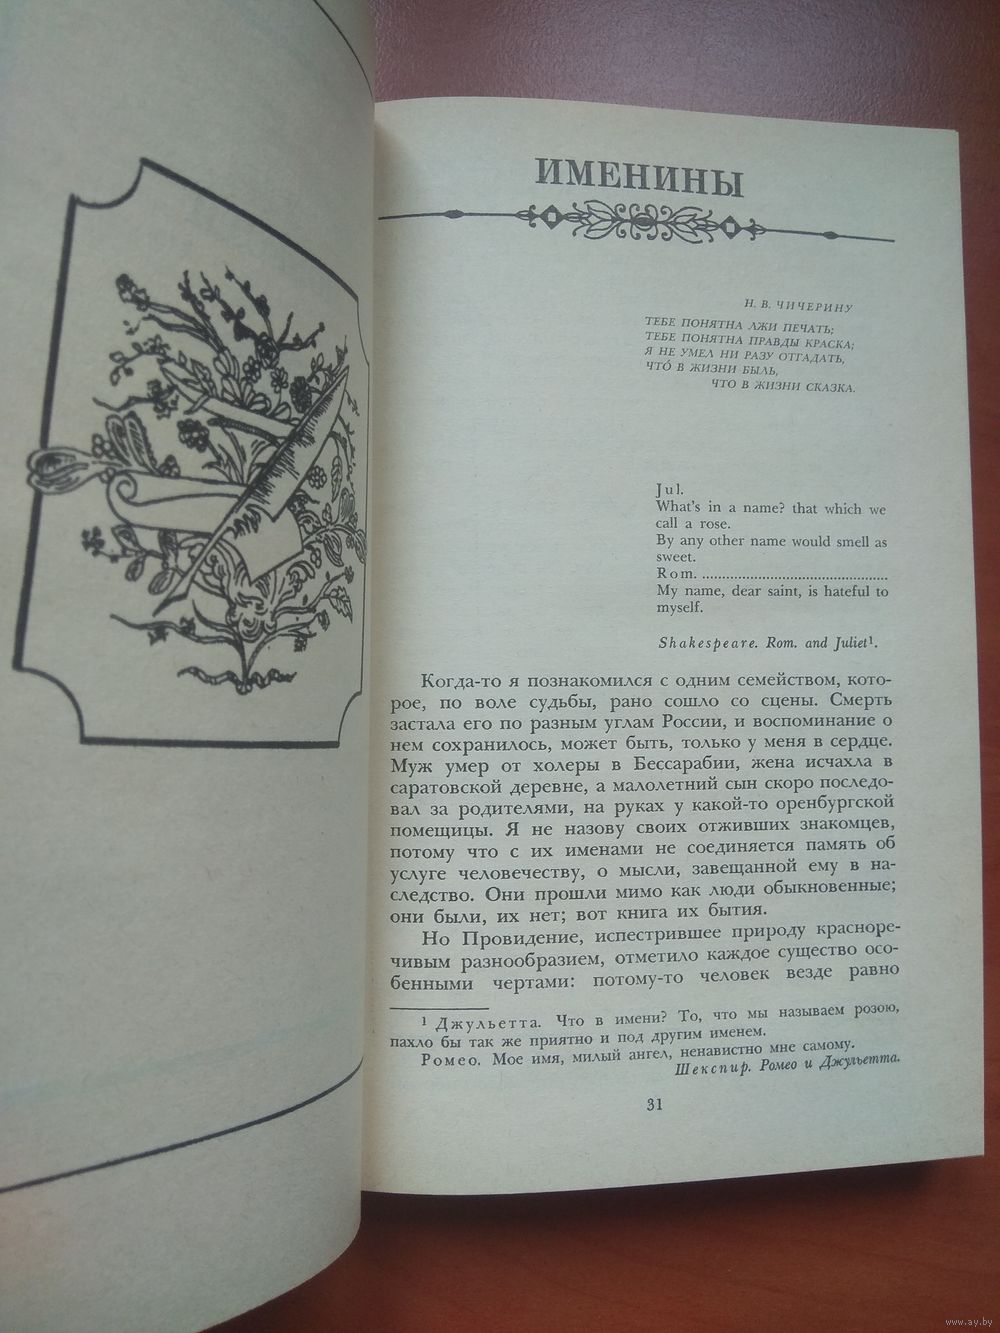 ИМЕНИНЫ
Н. В. ЧИЧЕРИНУ
ТЕБЕ ПОНЯТНА ЛЖИ ПЕЧАТЬ;
ТЕБЕ ПОНЯТНА ПРАВДЫ КРАСКА;
Я НЕ УМЕЛ НИ РАЗУ ОТГАДАТЬ,
ЧТО́ В ЖИЗНИ БЫЛЬ,
ЧТО В ЖИЗНИ СКАЗКА.
Jul.
What's in a name? that which we
call a rose.
By any other name would smell as
sweet.
Rom. ...............................................
My name, dear saint, is hateful to
myself.
Shakespeare. Rom. and Juliet¹.
Когда-то я познакомился с одним семейством, кото-
рое, по воле судьбы, рано сошло со сцены. Смерть
застала его по разным углам России, и воспоминание о
нем сохранилось, может быть, только у меня в сердце.
Муж умер от холеры в Бессарабии, жена исчахла в
саратовской деревне, а малолетний сын скоро последо-
вал за родителями, на руках у какой-то оренбургской
помещицы. Я не назову своих отживших знакомцев,
потому что с их именами не соединяется память об
услуге человечеству, о мысли, завещанной ему в на-
следство. Они прошли мимо как люди обыкновенные;
они были, их нет; вот книга их бытия.
Но Провидение, испестрившее природу красноре-
чивым разнообразием, отметило каждое существо осо-
бенными чертами: потому-то человек везде равно
¹ Джульетта. Что в имени? То, что мы называем розою,
пахло бы так же приятно и под другим именем.
Ромео. Мое имя, милый ангел, ненавистно мне самому.
Шекспир. Ромео и Джульетта.
31
www.ay.by